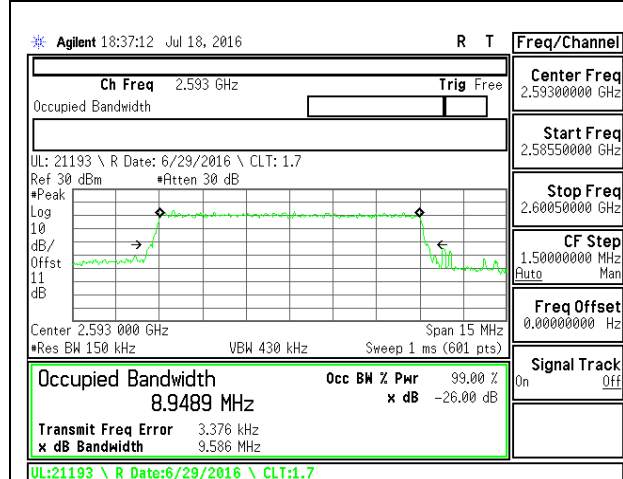 Agilent 18:37:12 Jul 18, 2016 R T
Freq/Channel
Ch Freq 2.593 GHz Trig Free
Occupied Bandwidth
Center Freq
2.59300000 GHz
Start Freq
2.58550000 GHz
Stop Freq
2.60050000 GHz
CF Step
1.50000000 MHz
Auto Man
Freq Offset
0.00000000 Hz
Signal Track
On Off
UL: 21193 \ R Date: 6/29/2016 \ CLT: 1.7
Ref 30 dBm #Atten 30 dB
#Peak
Log
10
dB/
Offst
11
dB
Center 2.593 000 GHz Span 15 MHz
#Res BW 150 kHz VBW 430 kHz Sweep 1 ms (601 pts)
Occupied Bandwidth Occ BW % Pwr 99.00 %
8.9489 MHz x dB -26.00 dB
Transmit Freq Error 3.376 kHz
x dB Bandwidth 9.586 MHz
UL:21193 \ R Date:6/29/2016 \ CLT:1.7